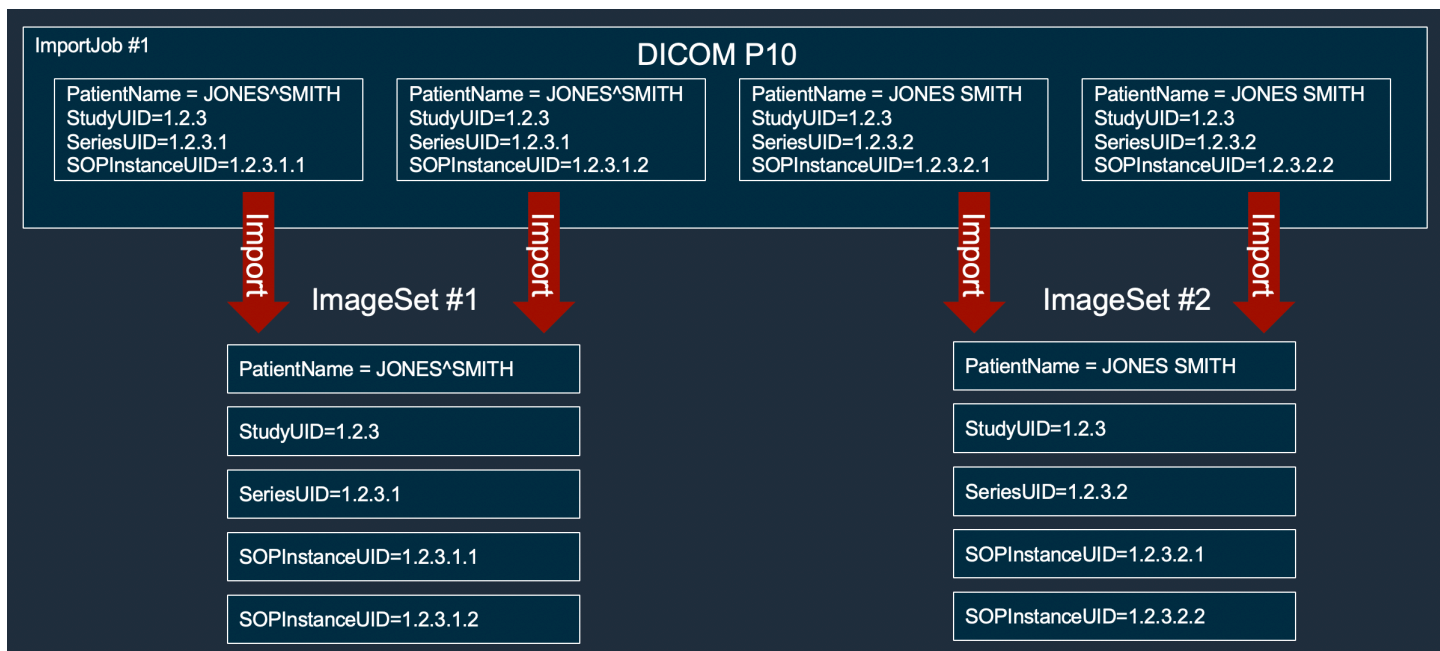 ImportJob #1
DICOM P10
PatientName = JONES^SMITH
StudyUID=1.2.3
SeriesUID=1.2.3.1
SOPInstanceUID=1.2.3.1.1
PatientName = JONES^SMITH
StudyUID=1.2.3
SeriesUID=1.2.3.1
SOPInstanceUID=1.2.3.1.2
PatientName = JONES SMITH
StudyUID=1.2.3
SeriesUID=1.2.3.2
SOPInstanceUID=1.2.3.2.1
PatientName = JONES SMITH
StudyUID=1.2.3
SeriesUID=1.2.3.2
SOPInstanceUID=1.2.3.2.2
Import
Import
Import
Import
ImageSet #1
PatientName = JONES^SMITH
StudyUID=1.2.3
SeriesUID=1.2.3.1
SOPInstanceUID=1.2.3.1.1
SOPInstanceUID=1.2.3.1.2
ImageSet #2
PatientName = JONES SMITH
StudyUID=1.2.3
SeriesUID=1.2.3.2
SOPInstanceUID=1.2.3.2.1
SOPInstanceUID=1.2.3.2.2